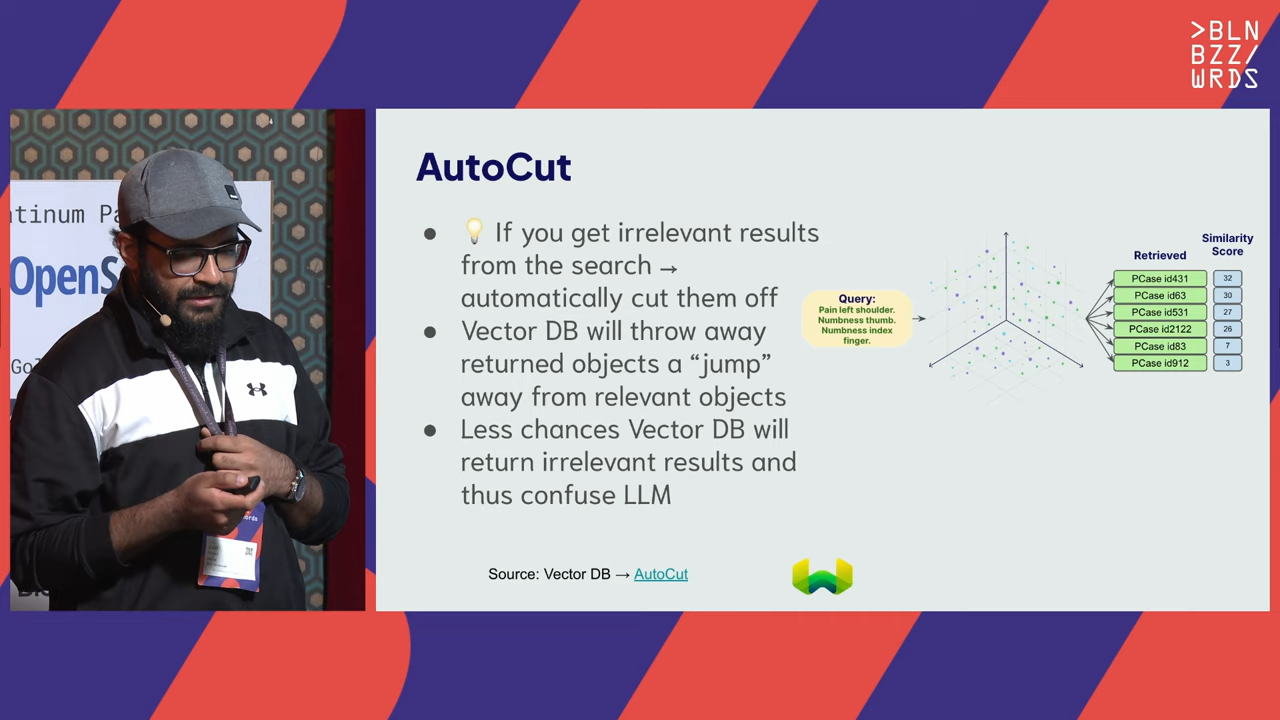 >BLN
BZZ/
WRDS
OpenS
AutoCut
● 💡 If you get irrelevant results
from the search →
automatically cut them off
● Vector DB will throw away
returned objects a “jump”
away from relevant objects
● Less chances Vector DB will
return irrelevant results and
thus confuse LLM
Query:
Pain left shoulder.
Numbness thumb.
Numbness index
finger.
Retrieved
Similarity
Score
PCase id431 32
PCase id63 30
PCase id531 27
PCase id2122 26
PCase id83 7
PCase id912 3
Source: Vector DB → AutoCut